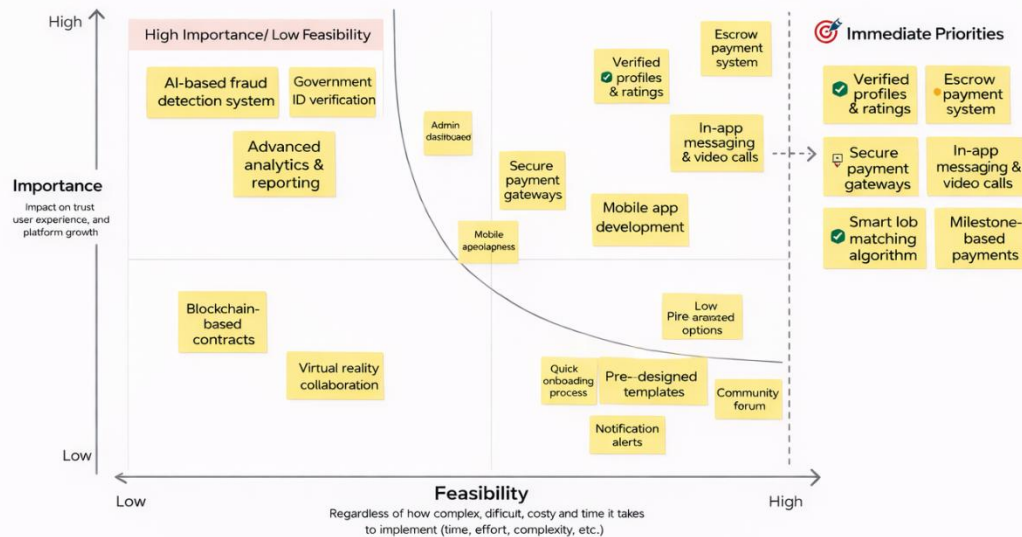 High
High Importance/ Low Feasibility
AI-based fraud
detection system
Government
ID verification
Advanced
analytics &
reporting
Admin
Verified
profiles
& ratings
Escrow
payment
system
In-app
messaging
& video calls
Secure
payment
gateways
Mobile app
development
Mobile
Importance
Impact on trust
user experience, and
platform growth
Blockchain-
based
contracts
Virtual reality
collaboration
Low
Pire
options
Quick
onboading
process
Pre--designed
templates
Community
forum
Notification
alerts
Low
Low
Feasibility
High
Regardless of how complex, dificult, costy and time it takes
to implement (time, effort, complexity, etc.)
Immediate Priorities
Verified
profiles
& ratings
Escrow
payment
system
Secure
payment
gateways
In-app
messaging &
video calls
Smart lob
matching
algorithm
Milestone-
based
payments